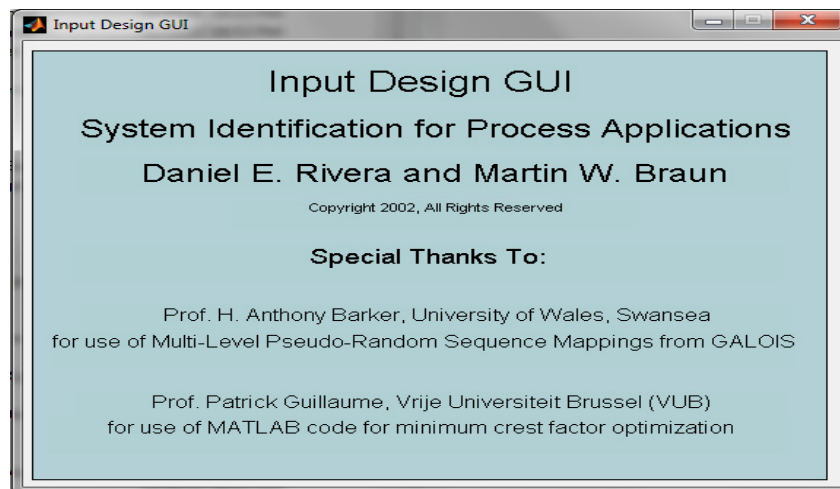 Input Design GUI
Input Design GUI
System Identification for Process Applications
Daniel E. Rivera and Martin W. Braun
Copyright 2002, All Rights Reserved
Special Thanks To:
Prof. H. Anthony Barker, University of Wales, Swansea
for use of Multi-Level Pseudo-Random Sequence Mappings from GALOIS
Prof. Patrick Guillaume, Vrije Universiteit Brussel (VUB)
for use of MATLAB code for minimum crest factor optimization